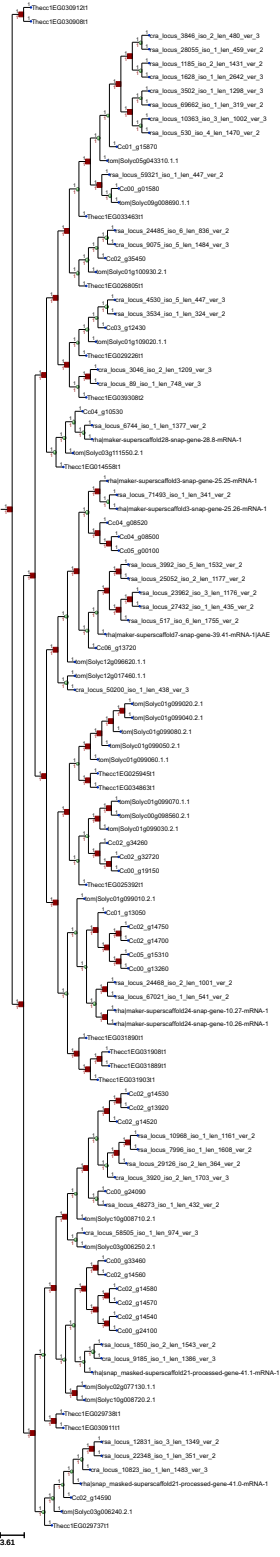 Thecc1EG030912t1
Thecc1EG030908t1
cra_locus_3846_iso_2_len_480_ver_3
rsa_locus_28055_iso_1_len_459_ver_2
rsa_locus_1185_iso_2_len_1431_ver_2
cra_locus_1628_iso_1_len_2642_ver_3
cra_locus_3502_iso_1_len_1298_ver_3
rsa_locus_69662_iso_1_len_319_ver_2
cra_locus_10363_iso_3_len_1002_ver_3
rsa_locus_530_iso_4_len_1470_ver_2
Cc01_g15870
tom|Solyc05g043310.1.1
rsa_locus_59321_iso_1_len_447_ver_2
Cc00_g01580
tom|Solyc09g008690.1.1
Thecc1EG033463t1
rsa_locus_24485_iso_6_len_836_ver_2
cra_locus_9075_iso_5_len_1484_ver_3
Cc02_g35450
tom|Solyc01g100930.2.1
Thecc1EG026805t1
cra_locus_4530_iso_5_len_447_ver_3
rsa_locus_3534_iso_1_len_324_ver_2
Cc03_g12430
tom|Solyc01g109020.1.1
Thecc1EG029226t1
cra_locus_3046_iso_2_len_1209_ver_3
cra_locus_89_iso_1_len_748_ver_3
Thecc1EG039308t2
Cc04_g10530
rsa_locus_6744_iso_1_len_1377_ver_2
rha|maker-superscaffold28-snap-gene-28.8-mRNA-1
tom|Solyc03g111550.2.1
Thecc1EG014558t1
rha|maker-superscaffold3-snap-gene-25.25-mRNA-1
rsa_locus_71493_iso_1_len_341_ver_2
rha|maker-superscaffold3-snap-gene-25.26-mRNA-1
Cc04_g08520
Cc04_g08500
Cc05_g00100
rsa_locus_3992_iso_5_len_1532_ver_2
rsa_locus_25052_iso_2_len_1177_ver_2
rsa_locus_23962_iso_3_len_1176_ver_2
rsa_locus_27432_iso_1_len_435_ver_2
rsa_locus_517_iso_6_len_1755_ver_2
rha|maker-superscaffold7-snap-gene-39.41-mRNA-1|AAE
Cc06_g13720
tom|Solyc12g096620.1.1
tom|Solyc12g017460.1.1
cra_locus_50200_iso_1_len_438_ver_3
tom|Solyc01g099020.2.1
tom|Solyc01g099040.2.1
tom|Solyc01g099080.2.1
tom|Solyc01g099050.2.1
tom|Solyc01g099060.1.1
Thecc1EG025945t1
Thecc1EG034863t1
tom|Solyc01g099070.1.1
tom|Solyc00g098560.2.1
tom|Solyc01g099030.2.1
Cc02_g34260
Cc02_g32720
Cc00_g19150
Thecc1EG025392t1
tom|Solyc01g099010.2.1
Cc01_g13050
Cc02_g14750
Cc02_g14700
Cc05_g15310
Cc00_g13260
rsa_locus_24468_iso_2_len_1001_ver_2
rsa_locus_67021_iso_1_len_541_ver_2
rha|maker-superscaffold24-snap-gene-10.27-mRNA-1
rha|maker-superscaffold24-snap-gene-10.26-mRNA-1
Thecc1EG031890t1
Thecc1EG031908t1
Thecc1EG031889t1
Thecc1EG031903t1
Cc02_g14530
Cc02_g13920
Cc02_g14520
rsa_locus_10968_iso_1_len_1161_ver_2
rsa_locus_7996_iso_1_len_1608_ver_2
rsa_locus_29126_iso_2_len_364_ver_2
cra_locus_3920_iso_2_len_1703_ver_3
Cc00_g24090
rsa_locus_48273_iso_1_len_432_ver_2
tom|Solyc10g008710.2.1
cra_locus_58505_iso_1_len_974_ver_3
tom|Solyc03g006250.2.1
Cc00_g33460
Cc02_g14560
Cc02_g14580
Cc02_g14570
Cc02_g14540
Cc00_g24100
rsa_locus_1850_iso_2_len_1543_ver_2
cra_locus_9185_iso_1_len_1386_ver_3
rha|snap_masked-superscaffold21-processed-gene-41.1-mRNA-1
tom|Solyc02g077130.1.1
tom|Solyc10g008720.2.1
Thecc1EG029738t1
Thecc1EG030911t1
rsa_locus_12831_iso_3_len_1349_ver_2
rsa_locus_22348_iso_1_len_351_ver_2
cra_locus_10823_iso_1_len_1483_ver_3
rha|snap_masked-superscaffold21-processed-gene-41.0-mRNA-1
Cc02_g14590
tom|Solyc03g006240.2.1
Thecc1EG029737t1
3.61